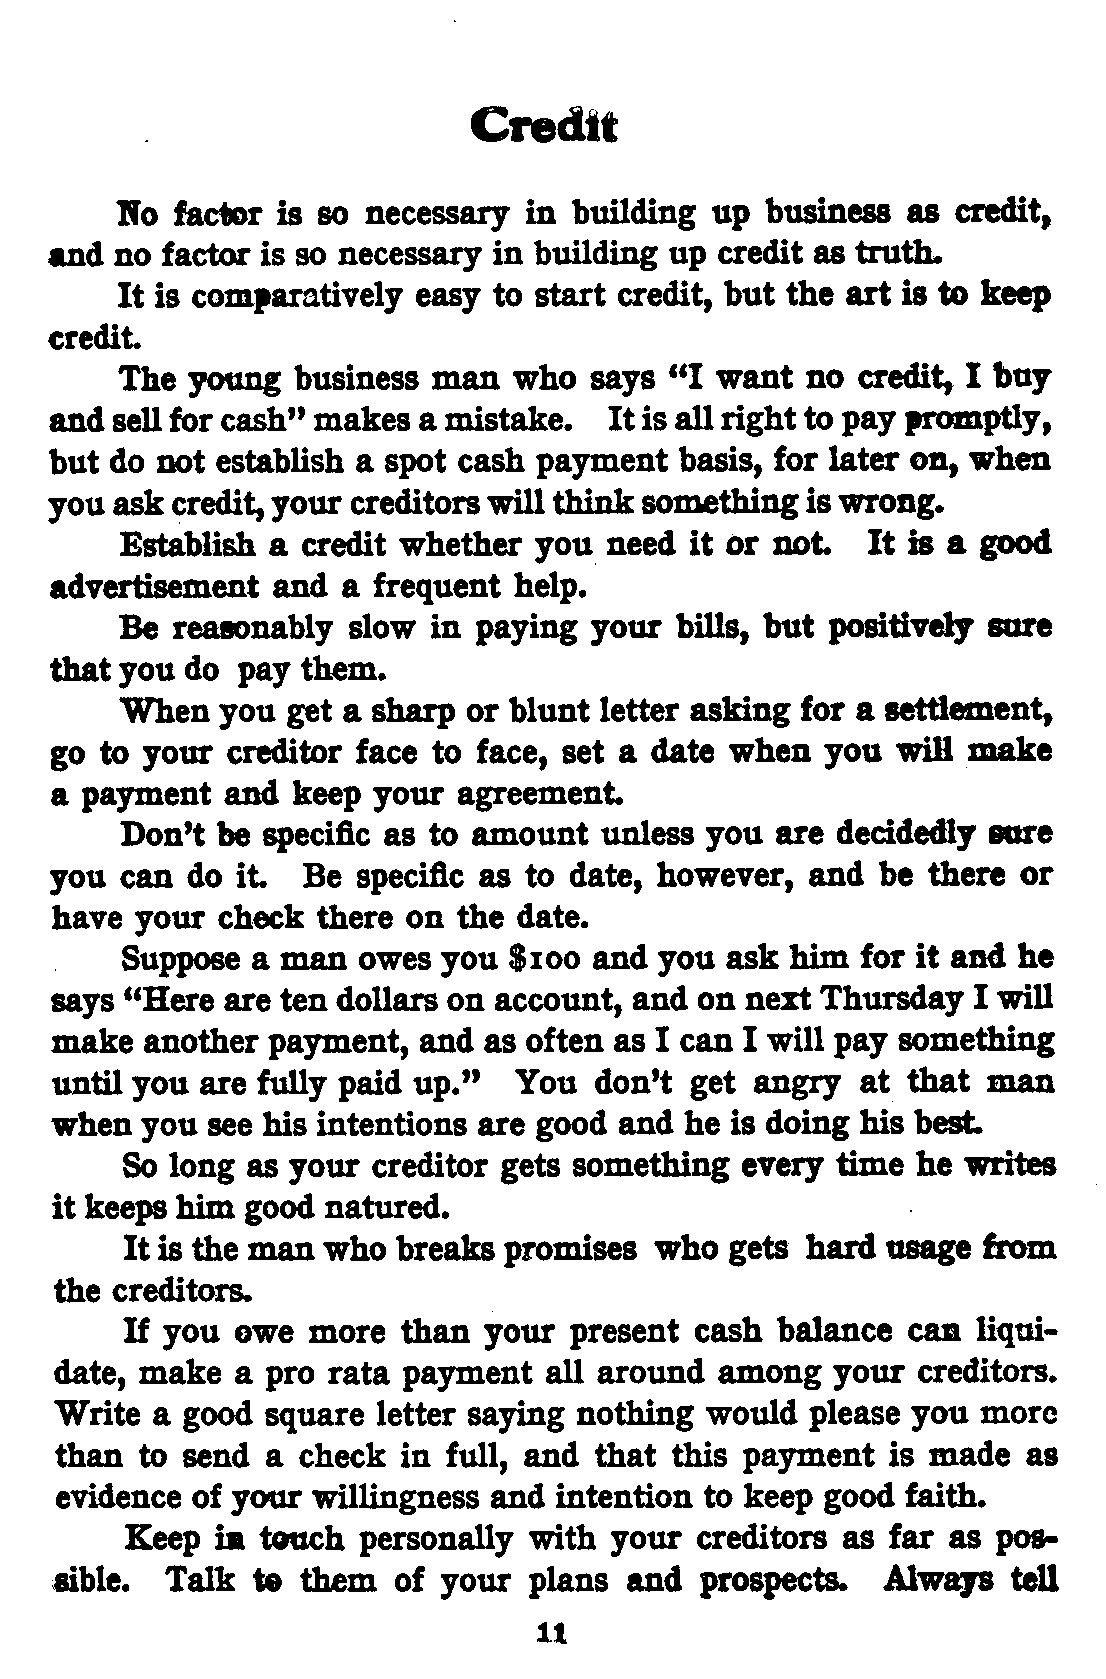 Credit
No factor is so necessary in building up business as credit,
and no factor is so necessary in building up credit as truth.
It is comparatively easy to start credit, but the art is to keep
credit.
The young business man who says “I want no credit, I buy
and sell for cash” makes a mistake. It is all right to pay promptly,
but do not establish a spot cash payment basis, for later on, when
you ask credit, your creditors will think something is wrong.
Establish a credit whether you need it or not. It is a good
advertisement and a frequent help.
Be reasonably slow in paying your bills, but positively sure
that you do pay them.
When you get a sharp or blunt letter asking for a settlement,
go to your creditor face to face, set a date when you will make
a payment and keep your agreement.
Don’t be specific as to amount unless you are decidedly sure
you can do it. Be specific as to date, however, and be there or
have your check there on the date.
Suppose a man owes you $100 and you ask him for it and he
says “Here are ten dollars on account, and on next Thursday I will
make another payment, and as often as I can I will pay something
until you are fully paid up.” You don’t get angry at that man
when you see his intentions are good and he is doing his best.
So long as your creditor gets something every time he writes
it keeps him good natured.
It is the man who breaks promises who gets hard usage from
the creditors.
If you owe more than your present cash balance can liqui-
date, make a pro rata payment all around among your creditors.
Write a good square letter saying nothing would please you more
than to send a check in full, and that this payment is made as
evidence of your willingness and intention to keep good faith.
Keep in touch personally with your creditors as far as pos-
sible. Talk to them of your plans and prospects. Always tell
11